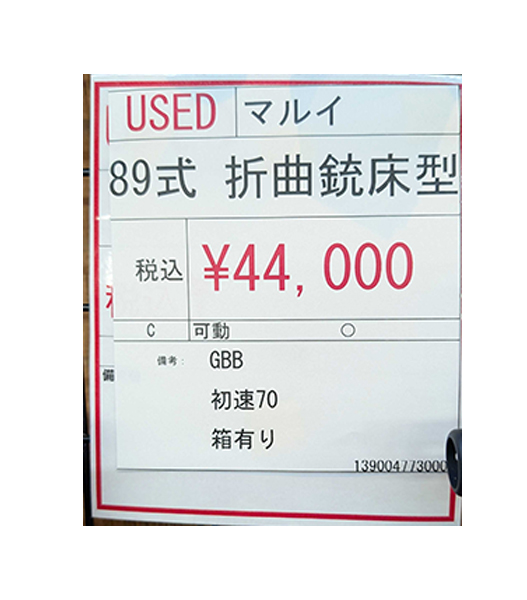 USED マルイ
89式 折曲銃床型
税込 ¥44,000
C 可動 ○
備考: GBB
初速70
箱有り
139004773000